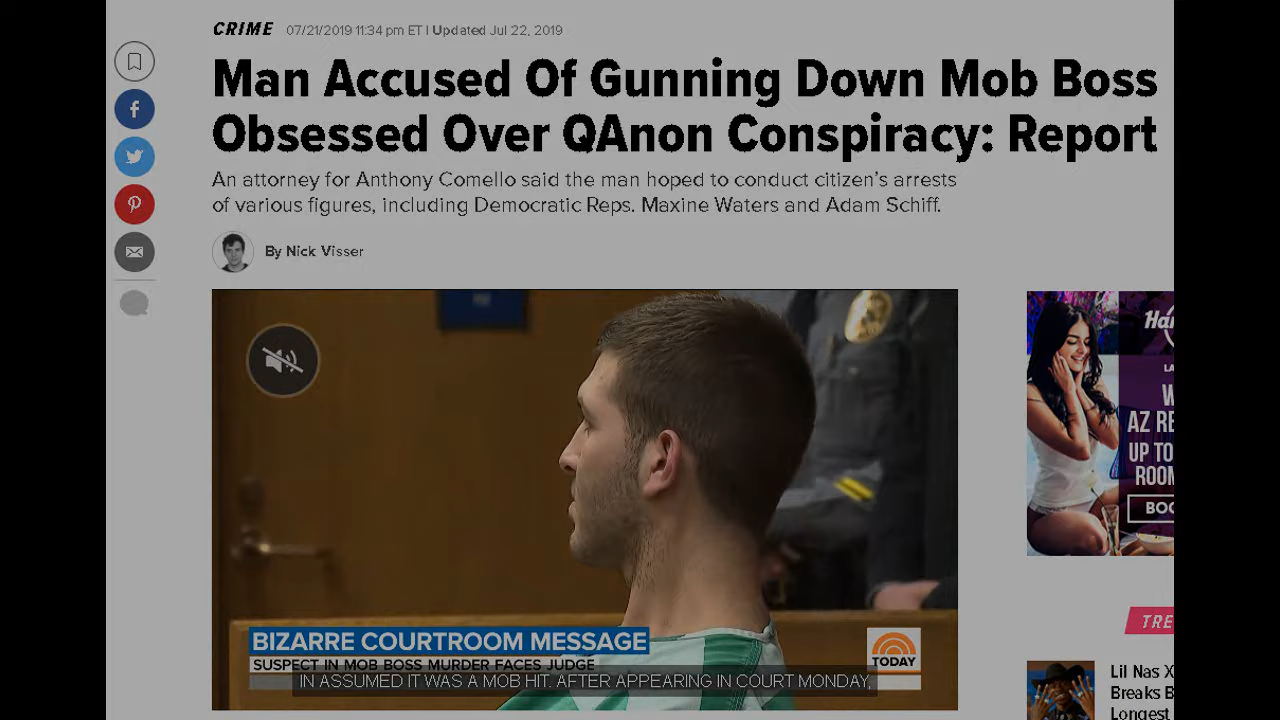 CRIME 07/21/2019 11:34 pm ET | Updated Jul 22, 2019
Man Accused Of Gunning Down Mob Boss
Obsessed Over QAnon Conspiracy: Report
An attorney for Anthony Comello said the man hoped to conduct citizen's arrests
of various figures, including Democratic Reps. Maxine Waters and Adam Schiff.
By Nick Visser
BIZARRE COURTROOM MESSAGE
SUSPECT IN MOB BOSS MURDER FACES JUDGE
IN ASSUMED IT WAS A MOB HIT. AFTER APPEARING IN COURT MONDAY,
TODAY
Ha
LA
W
AZ RE
UP TO
ROOM
BOO
TRE
Lil Nas X
Breaks B
Longest